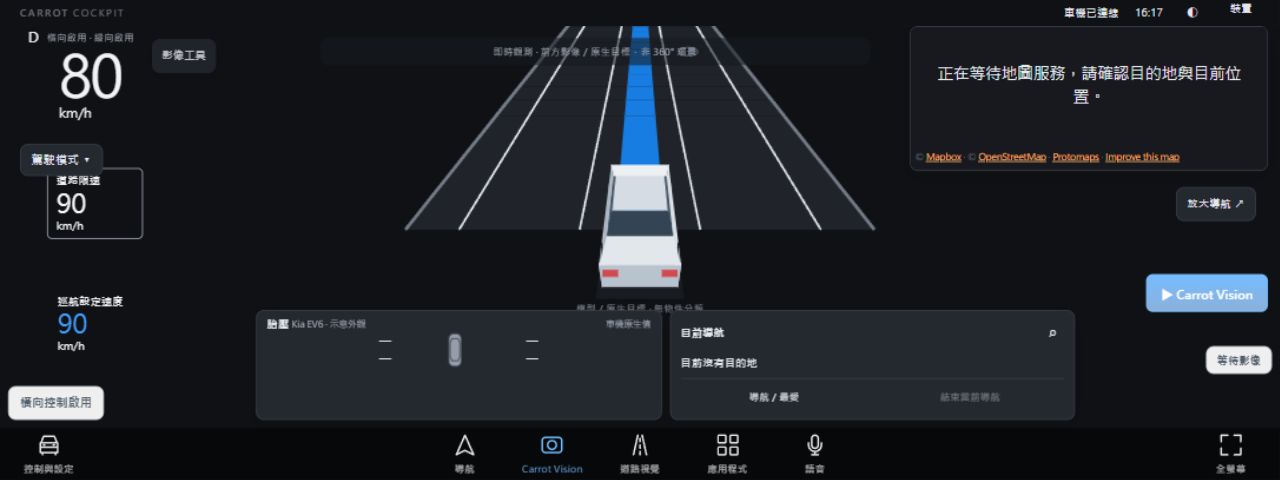 CARROT COCKPIT
車機已連線 16:17 裝置
D 橫向啟用 · 縱向啟用
80
km/h
影像工具
即時觀測 · 前方影像 / 原生目標 · 非 360° 環景
正在等待地圖服務，請確認目的地與目前位
置。
© Mapbox © OpenStreetMap Protomaps Improve this map
駕駛模式 ▾
道路限速
90
km/h
放大導航 ↗
巡航設定速度
90
km/h
▶ Carrot Vision
模型 / 原生目標 · 無物件分類
胎壓 Kia EV6 · 示意外觀 車機原生值
— —
— —
目前導航
目前沒有目的地
導航 / 最愛 結束當前導航
等待影像
橫向控制啟用
控制與設定 導航 Carrot Vision 道路視覺 應用程式 語音 全螢幕